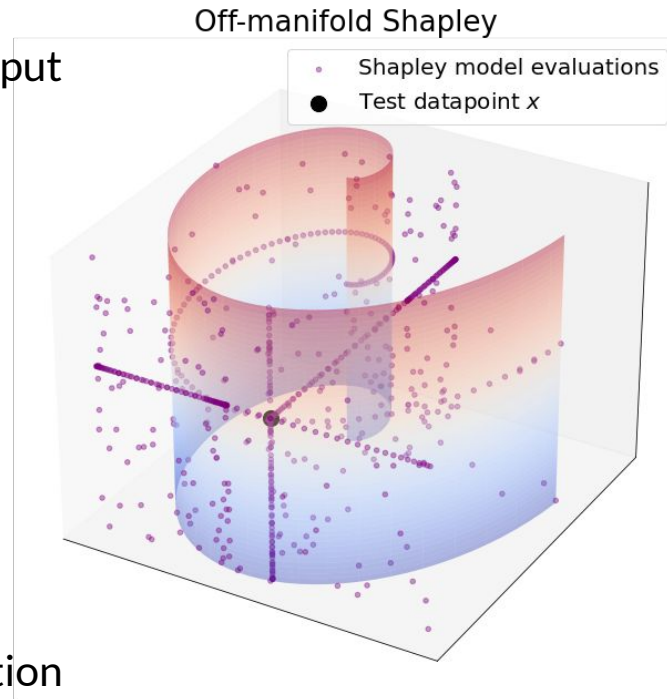 Off-manifold Shapley
put
Shapley model evaluations
Test datapoint x
tion